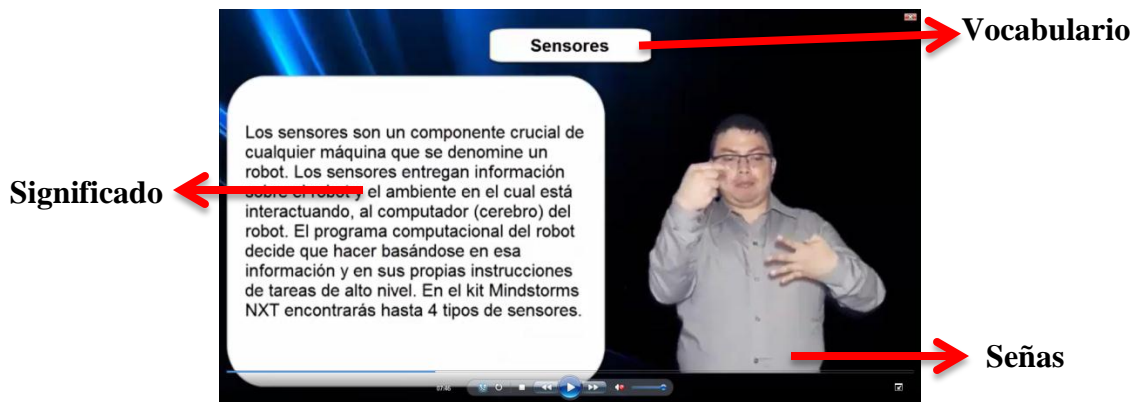 Sensores
Vocabulario
Los sensores son un componente crucial de
cualquier máquina que se denomine un
robot. Los sensores entregan información
sobre el robot y el ambiente en el cual está
interactuando, al computador (cerebro) del
robot. El programa computacional del robot
decide que hacer basándose en esa
información y en sus propias instrucciones
de tareas de alto nivel. En el kit Mindstorms
NXT encontrarás hasta 4 tipos de sensores.
Significado
Señas
07:46